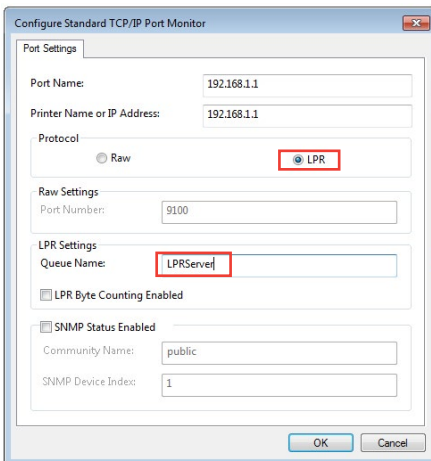 Configure Standard TCP/IP Port Monitor
Port Settings
Port Name: 192.168.1.1
Printer Name or IP Address: 192.168.1.1
Protocol
Raw LPR
Raw Settings
Port Number: 9100
LPR Settings
Queue Name: LPRServer
LPR Byte Counting Enabled
SNMP Status Enabled
Community Name: public
SNMP Device Index: 1
OK Cancel